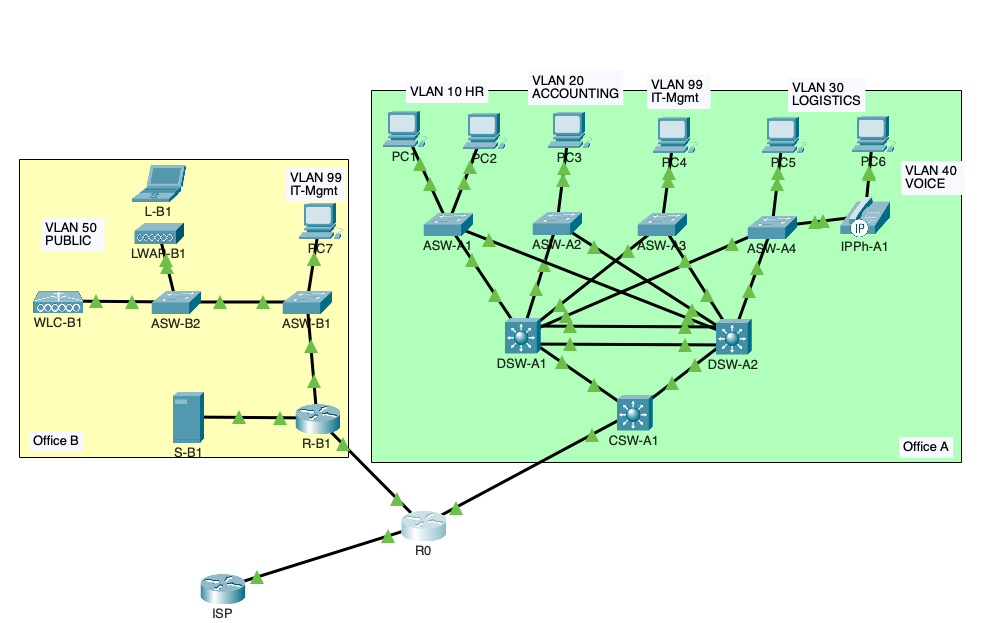 VLAN 10 HR
VLAN 20
ACCOUNTING
VLAN 99
IT-Mgmt
VLAN 30
LOGISTICS
PC1
PC2
PC3
PC4
PC5
PC6
VLAN 40
VOICE
VLAN 99
IT-Mgmt
L-B1
VLAN 50
PUBLIC
LWAP-B1
PC7
ASW-A1
ASW-A2
ASW-A3
ASW-A4
IP
IPPh-A1
WLC-B1
ASW-B2
ASW-B1
DSW-A1
DSW-A2
Office B
S-B1
R-B1
CSW-A1
Office A
R0
ISP